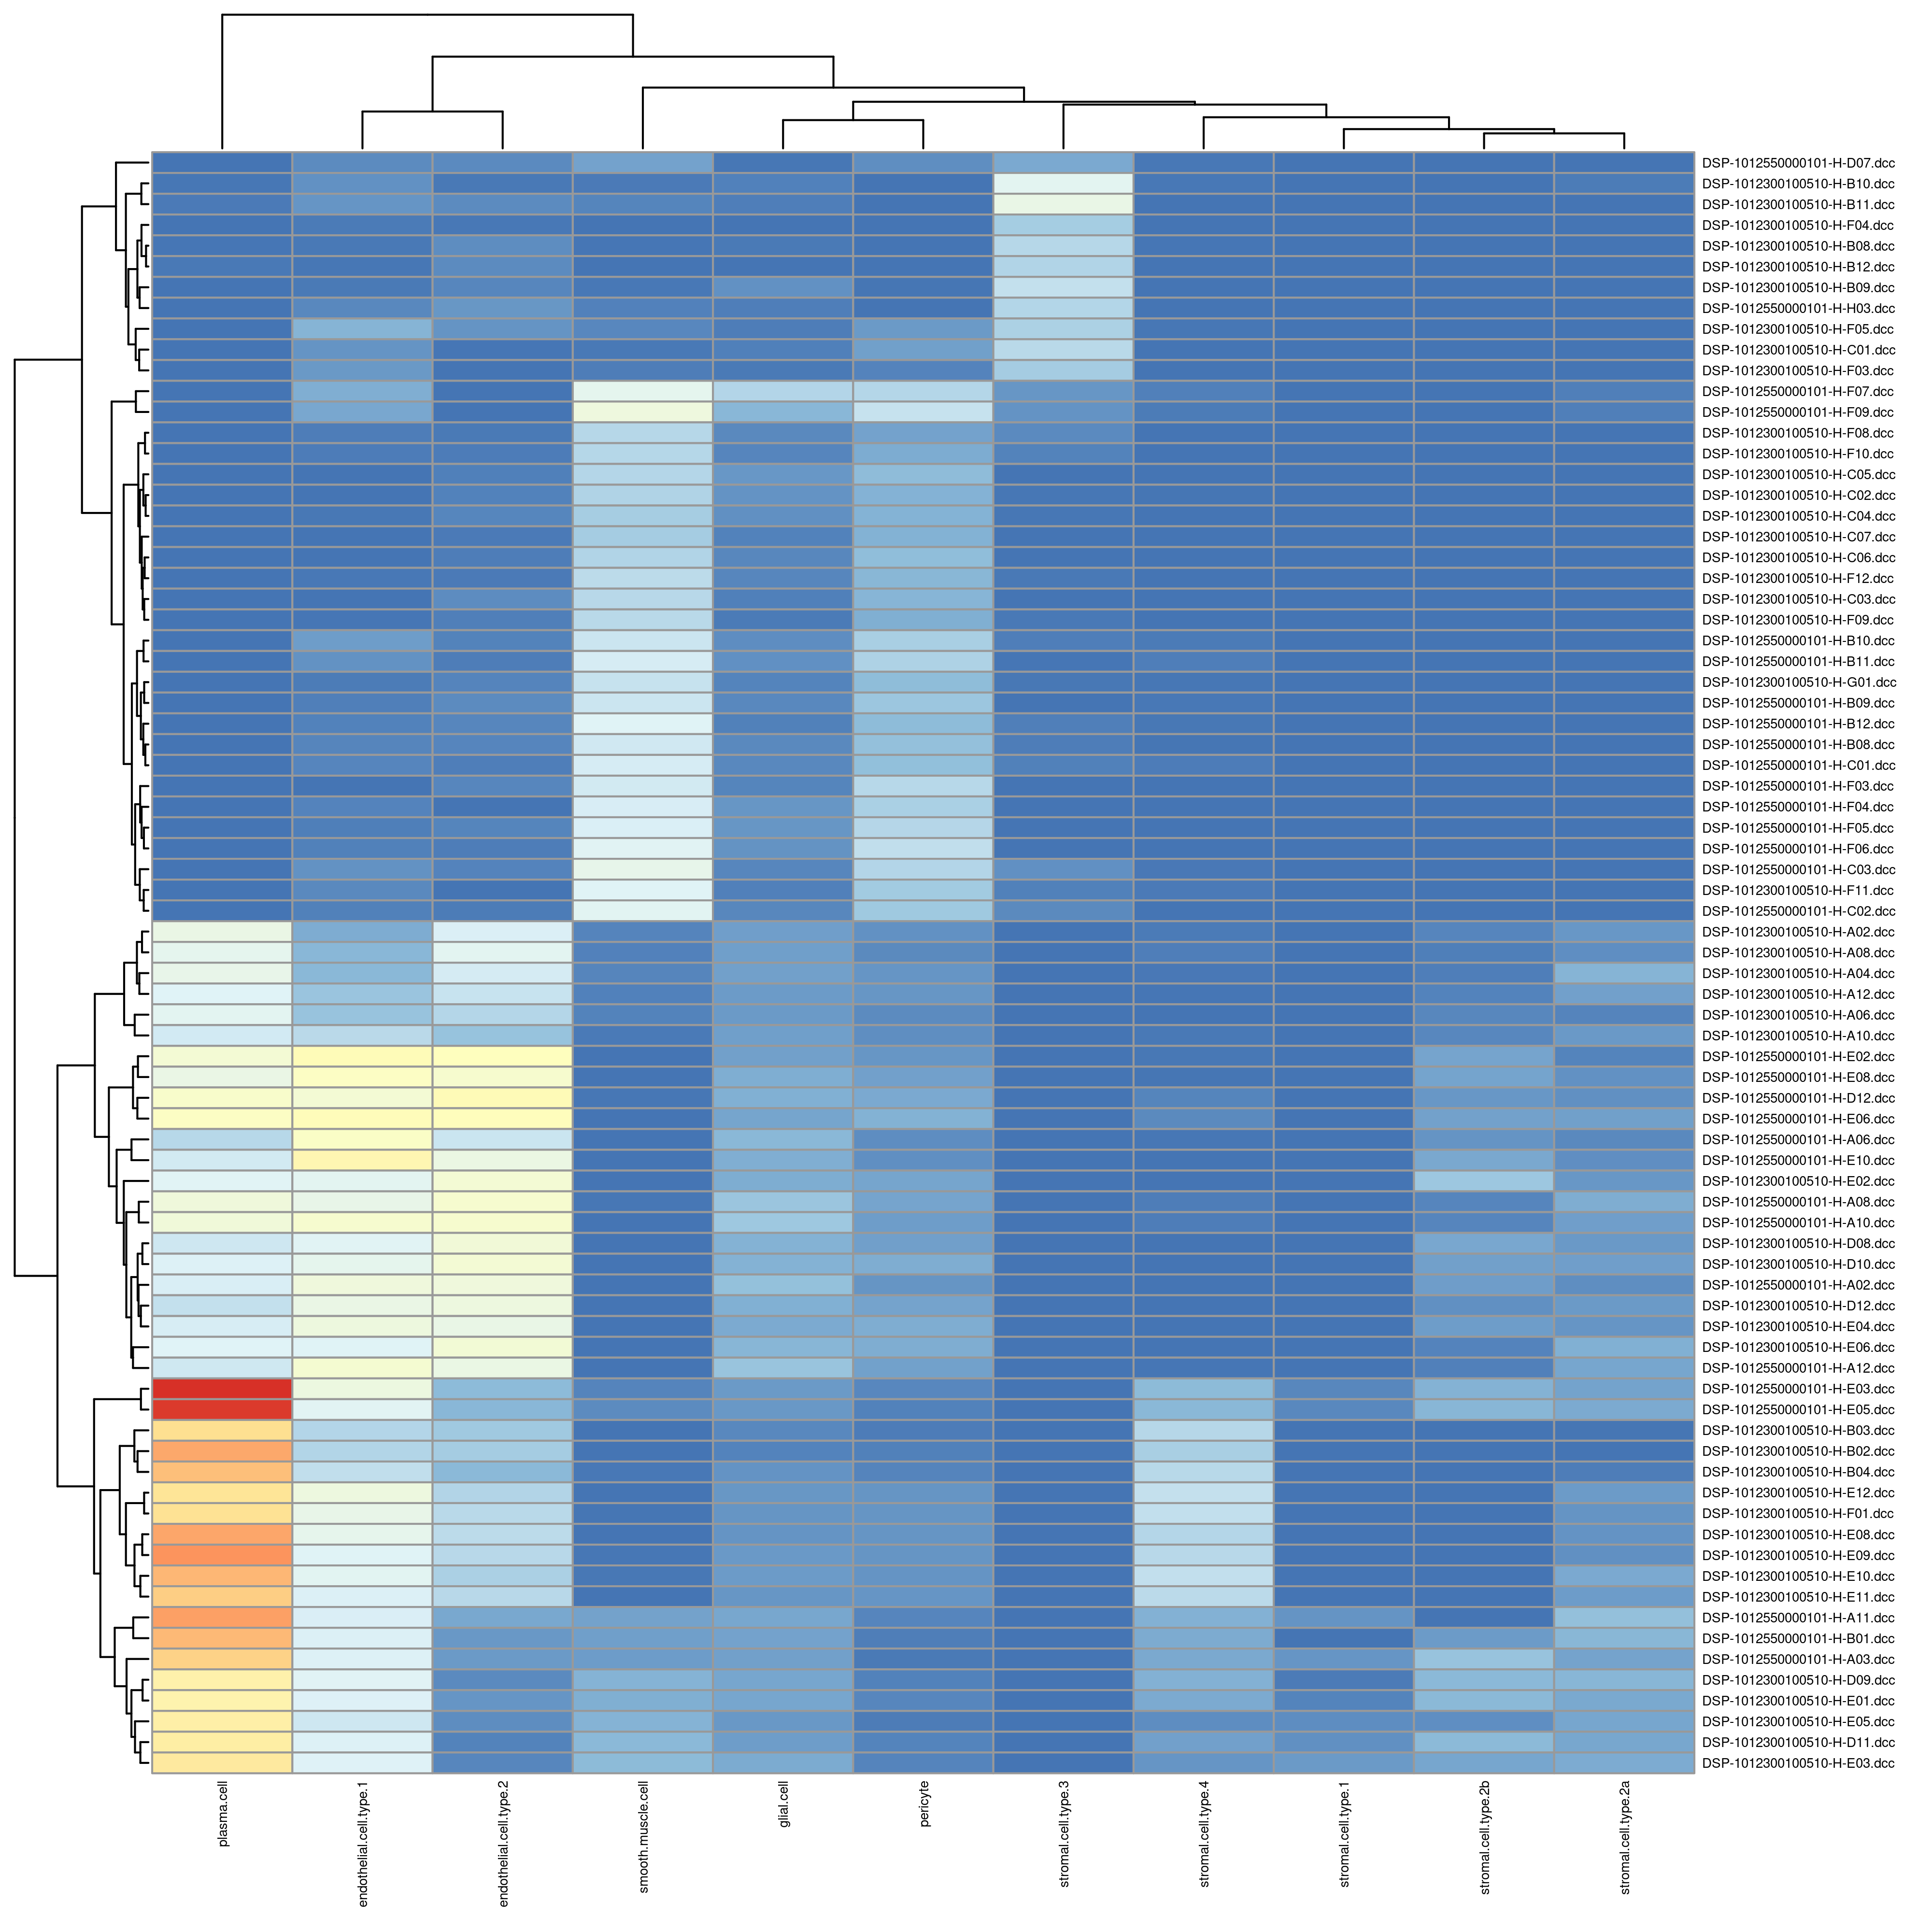 DSP-1012550000101-H-D07.dcc
DSP-1012300100510-H-B10.dcc
DSP-1012300100510-H-B11.dcc
DSP-1012300100510-H-F04.dcc
DSP-1012300100510-H-B08.dcc
DSP-1012300100510-H-B12.dcc
DSP-1012300100510-H-B09.dcc
DSP-1012550000101-H-H03.dcc
DSP-1012300100510-H-F05.dcc
DSP-1012300100510-H-C01.dcc
DSP-1012300100510-H-F03.dcc
DSP-1012550000101-H-F07.dcc
DSP-1012550000101-H-F09.dcc
DSP-1012300100510-H-F08.dcc
DSP-1012300100510-H-F10.dcc
DSP-1012300100510-H-C05.dcc
DSP-1012300100510-H-C02.dcc
DSP-1012300100510-H-C04.dcc
DSP-1012300100510-H-C07.dcc
DSP-1012300100510-H-C06.dcc
DSP-1012300100510-H-F12.dcc
DSP-1012300100510-H-C03.dcc
DSP-1012300100510-H-F09.dcc
DSP-1012550000101-H-B10.dcc
DSP-1012550000101-H-B11.dcc
DSP-1012300100510-H-G01.dcc
DSP-1012550000101-H-B09.dcc
DSP-1012550000101-H-B12.dcc
DSP-1012550000101-H-B08.dcc
DSP-1012550000101-H-C01.dcc
DSP-1012550000101-H-F03.dcc
DSP-1012550000101-H-F04.dcc
DSP-1012550000101-H-F05.dcc
DSP-1012550000101-H-F06.dcc
DSP-1012550000101-H-C03.dcc
DSP-1012300100510-H-F11.dcc
DSP-1012550000101-H-C02.dcc
DSP-1012300100510-H-A02.dcc
DSP-1012300100510-H-A08.dcc
DSP-1012300100510-H-A04.dcc
DSP-1012300100510-H-A12.dcc
DSP-1012300100510-H-A06.dcc
DSP-1012300100510-H-A10.dcc
DSP-1012550000101-H-E02.dcc
DSP-1012550000101-H-E08.dcc
DSP-1012550000101-H-D12.dcc
DSP-1012550000101-H-E06.dcc
DSP-1012550000101-H-A06.dcc
DSP-1012550000101-H-E10.dcc
DSP-1012300100510-H-E02.dcc
DSP-1012550000101-H-A08.dcc
DSP-1012550000101-H-A10.dcc
DSP-1012300100510-H-D08.dcc
DSP-1012300100510-H-D10.dcc
DSP-1012550000101-H-A02.dcc
DSP-1012300100510-H-D12.dcc
DSP-1012300100510-H-E04.dcc
DSP-1012300100510-H-E06.dcc
DSP-1012550000101-H-A12.dcc
DSP-1012550000101-H-E03.dcc
DSP-1012550000101-H-E05.dcc
DSP-1012300100510-H-B03.dcc
DSP-1012300100510-H-B02.dcc
DSP-1012300100510-H-B04.dcc
DSP-1012300100510-H-E12.dcc
DSP-1012300100510-H-F01.dcc
DSP-1012300100510-H-E08.dcc
DSP-1012300100510-H-E09.dcc
DSP-1012300100510-H-E10.dcc
DSP-1012300100510-H-E11.dcc
DSP-1012550000101-H-A11.dcc
DSP-1012550000101-H-B01.dcc
DSP-1012550000101-H-A03.dcc
DSP-1012300100510-H-D09.dcc
DSP-1012300100510-H-E01.dcc
DSP-1012300100510-H-E05.dcc
DSP-1012300100510-H-D11.dcc
DSP-1012300100510-H-E03.dcc
plasma.cell
endothelial.cell.type.1
endothelial.cell.type.2
smooth.muscle.cell
glial.cell
pericyte
stromal.cell.type.3
stromal.cell.type.4
stromal.cell.type.1
stromal.cell.type.2b
stromal.cell.type.2a